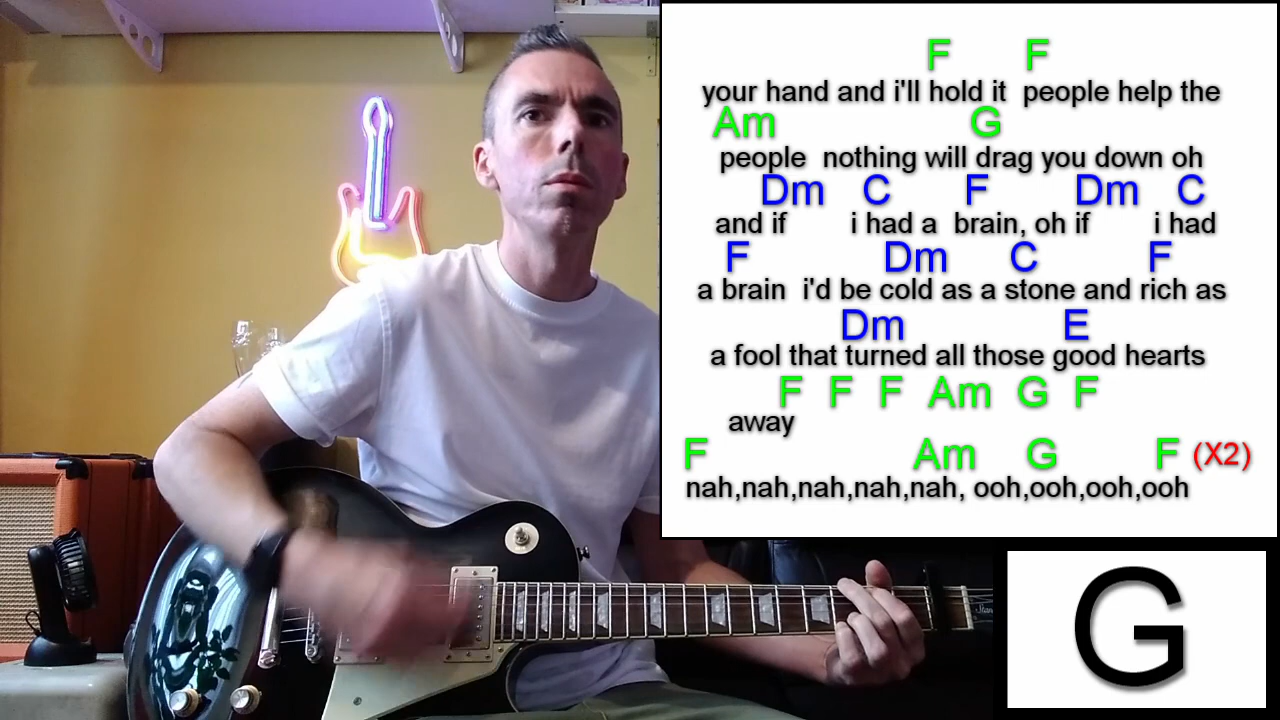 F F
your hand and i'll hold it people help the
Am G
people nothing will drag you down oh
Dm C F Dm C
and if i had a brain, oh if i had
F Dm C F
a brain i'd be cold as a stone and rich as
Dm E
a fool that turned all those good hearts
F F F Am G F
away
F Am G F (X2)
nah,nah,nah,nah,nah, ooh,ooh,ooh,ooh
G